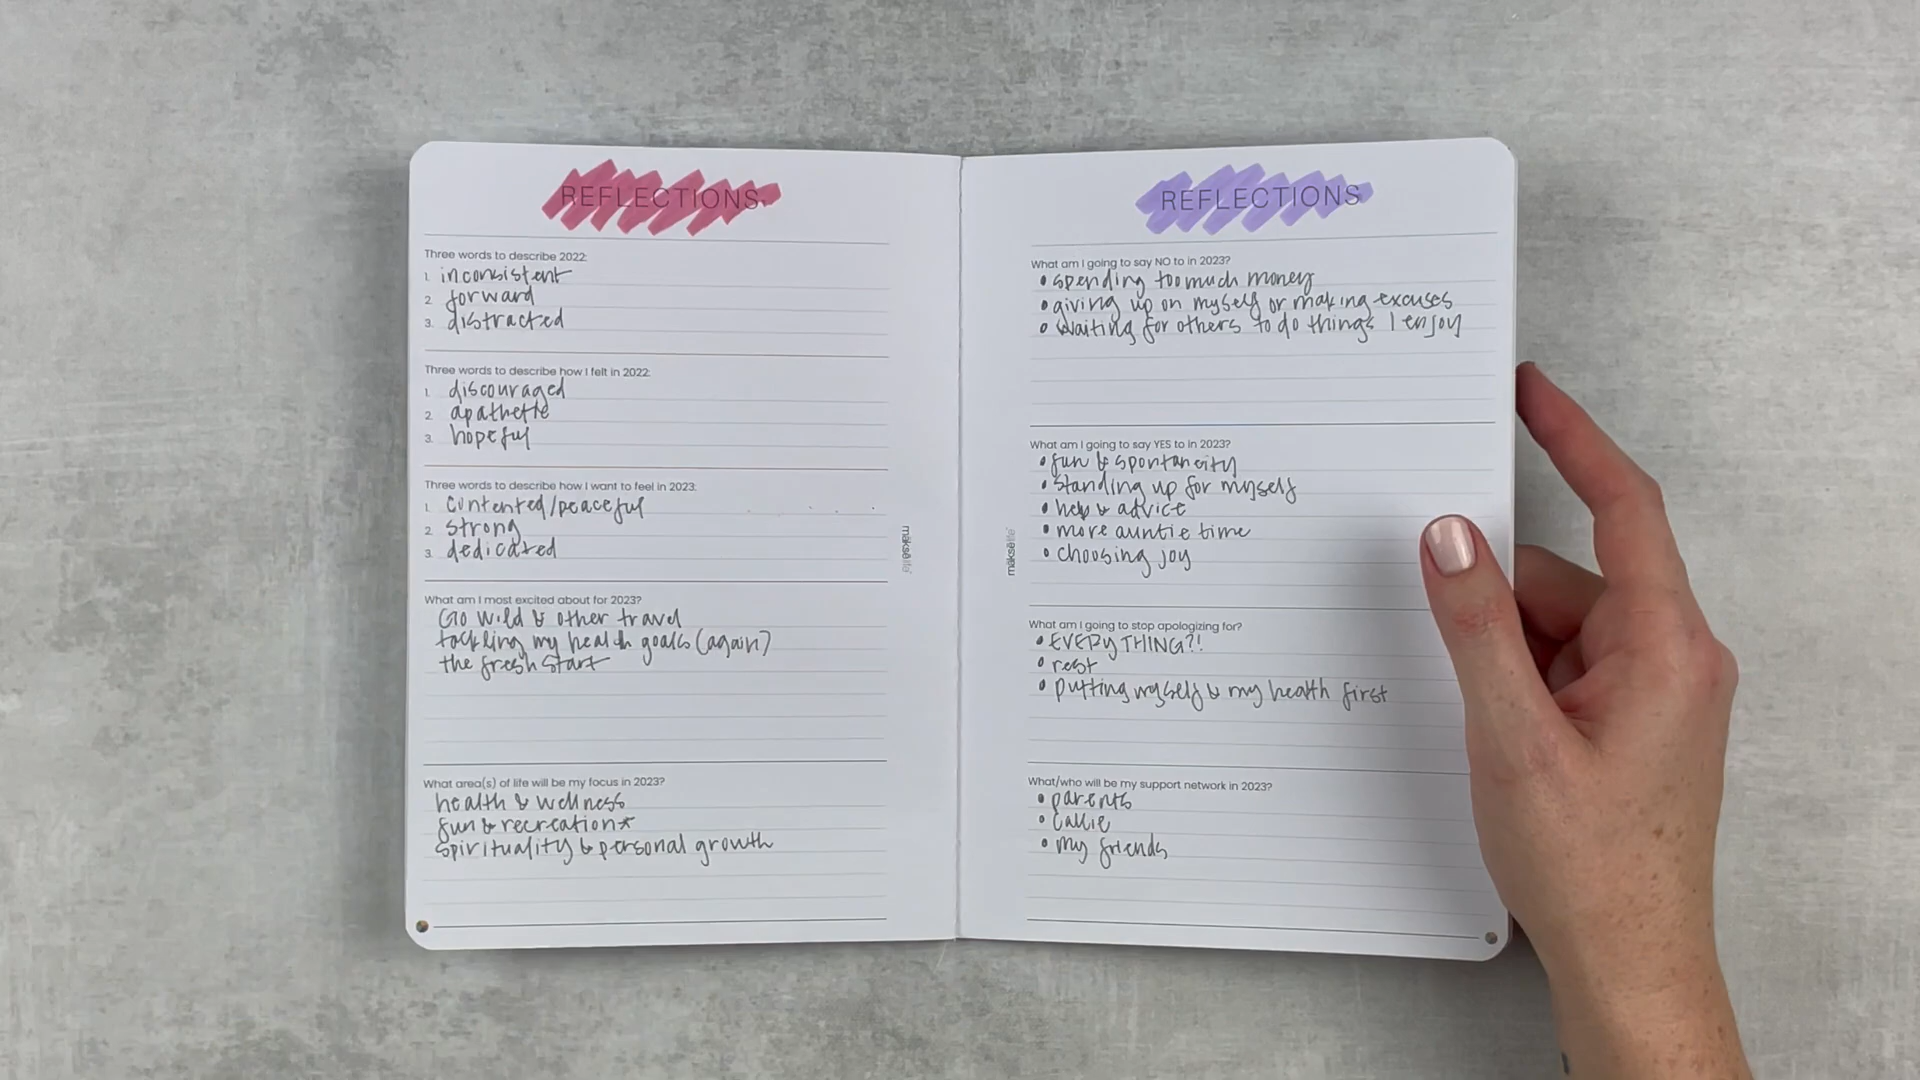 REFLECTIONS
Three words to describe 2022:
1. inconsistent
2. forward
3. distracted
Three words to describe how I felt in 2022:
1. discouraged
2. apathetic
3. hopeful
Three words to describe how I want to feel in 2023:
1. contented/peaceful
2. strong
3. dedicated
What am I most excited about for 2023?
Go Wild & other travel
tackling my health goals (again)
the fresh start
What area(s) of life will be my focus in 2023?
health & wellness
fun & recreation*
spirituality & personal growth
mäksēlife
REFLECTIONS
What am I going to say NO to in 2023?
• spending too much money
• giving up on myself or making excuses
• waiting for others to do things I enjoy
What am I going to say YES to in 2023?
• fun & spontaneity
• standing up for myself
• help & advice
• more auntie time
• choosing joy
What am I going to stop apologizing for?
• EVERYTHING?!
• rest
• putting myself & my health first
What/who will be my support network in 2023?
• parents
• Callie
• my friends
mäksēlife